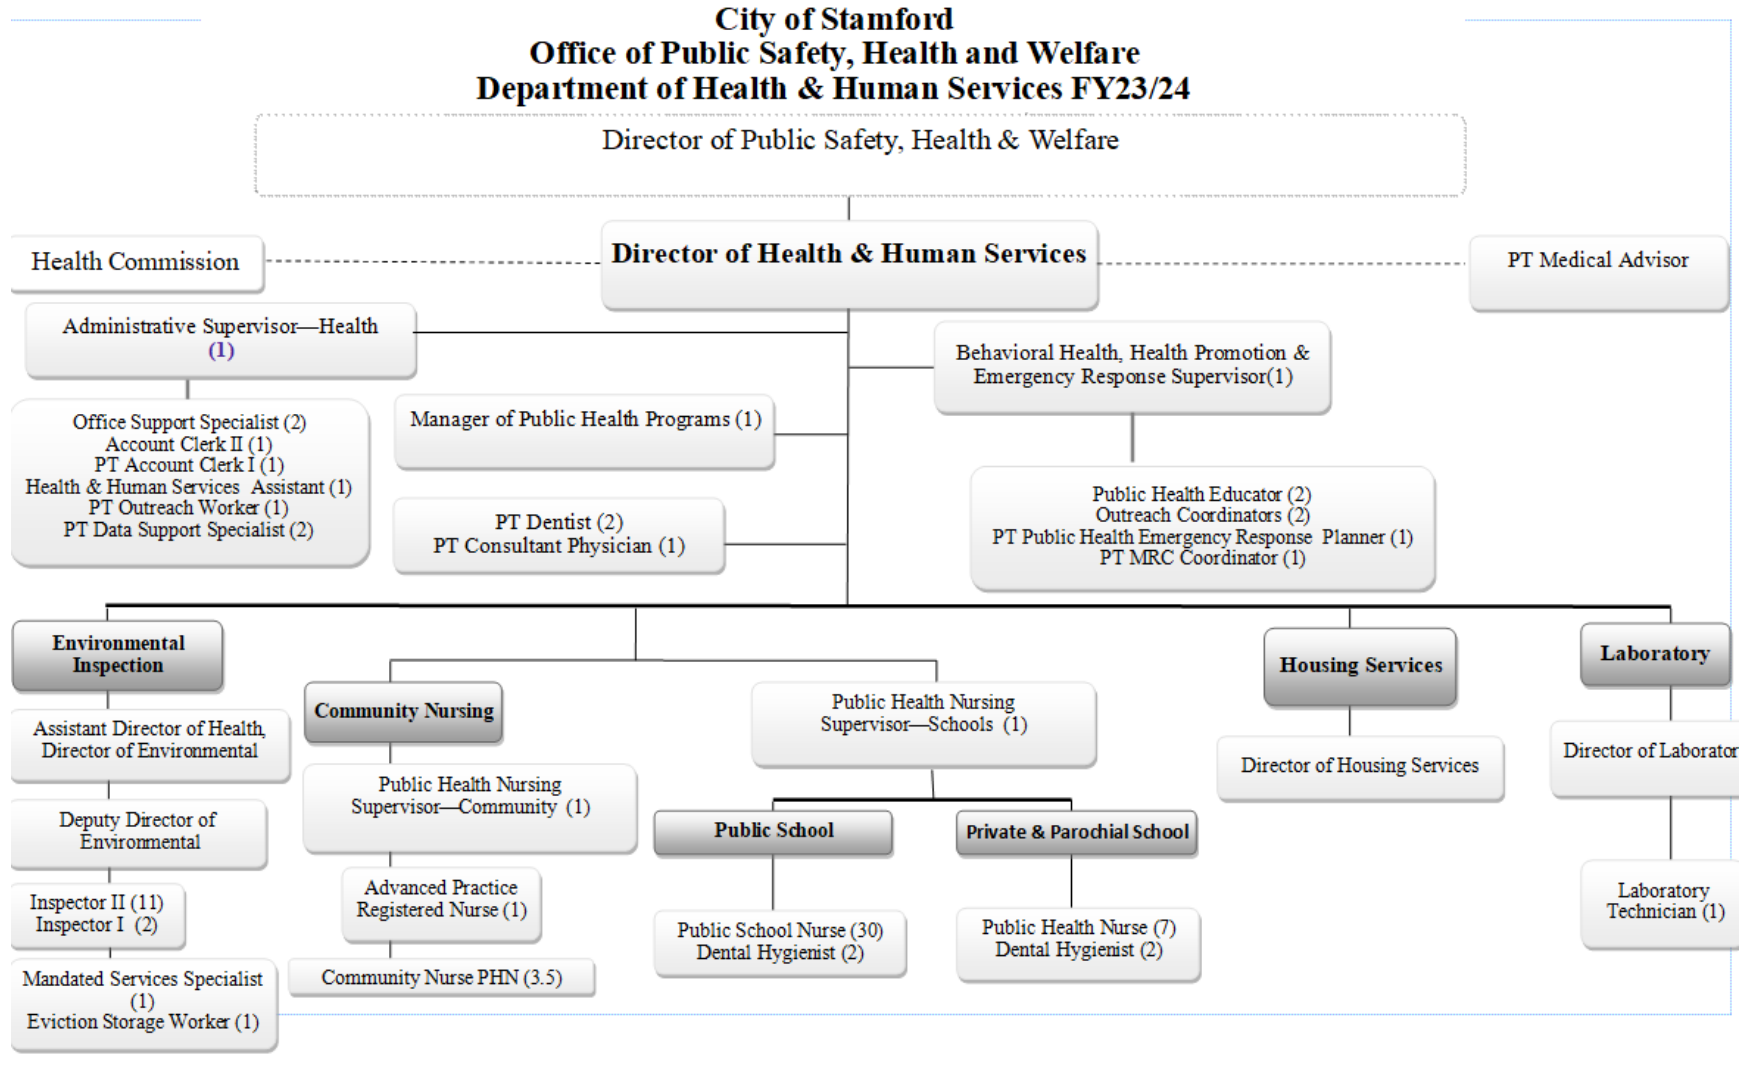 City of Stamford
Office of Public Safety, Health and Welfare
Department of Health & Human Services FY23/24
Director of Public Safety, Health & Welfare
Health Commission
Director of Health & Human Services
PT Medical Advisor
Administrative Supervisor—Health
(1)
Behavioral Health, Health Promotion &
Emergency Response Supervisor(1)
Office Support Specialist (2)
Account Clerk II (1)
PT Account Clerk I (1)
Health & Human Services Assistant (1)
PT Outreach Worker (1)
PT Data Support Specialist (2)
Manager of Public Health Programs (1)
PT Dentist (2)
PT Consultant Physician (1)
Public Health Educator (2)
Outreach Coordinators (2)
PT Public Health Emergency Response Planner (1)
PT MRC Coordinator (1)
Environmental
Inspection
Assistant Director of Health,
Director of Environmental
Deputy Director of
Environmental
Inspector II (11)
Inspector I (2)
Mandated Services Specialist
(1)
Eviction Storage Worker (1)
Community Nursing
Public Health Nursing
Supervisor—Community (1)
Advanced Practice
Registered Nurse (1)
Community Nurse PHN (3.5)
Public Health Nursing
Supervisor—Schools (1)
Public School
Public School Nurse (30)
Dental Hygienist (2)
Private & Parochial School
Public Health Nurse (7)
Dental Hygienist (2)
Housing Services
Director of Housing Services
Laboratory
Director of Laborator
Laboratory
Technician (1)